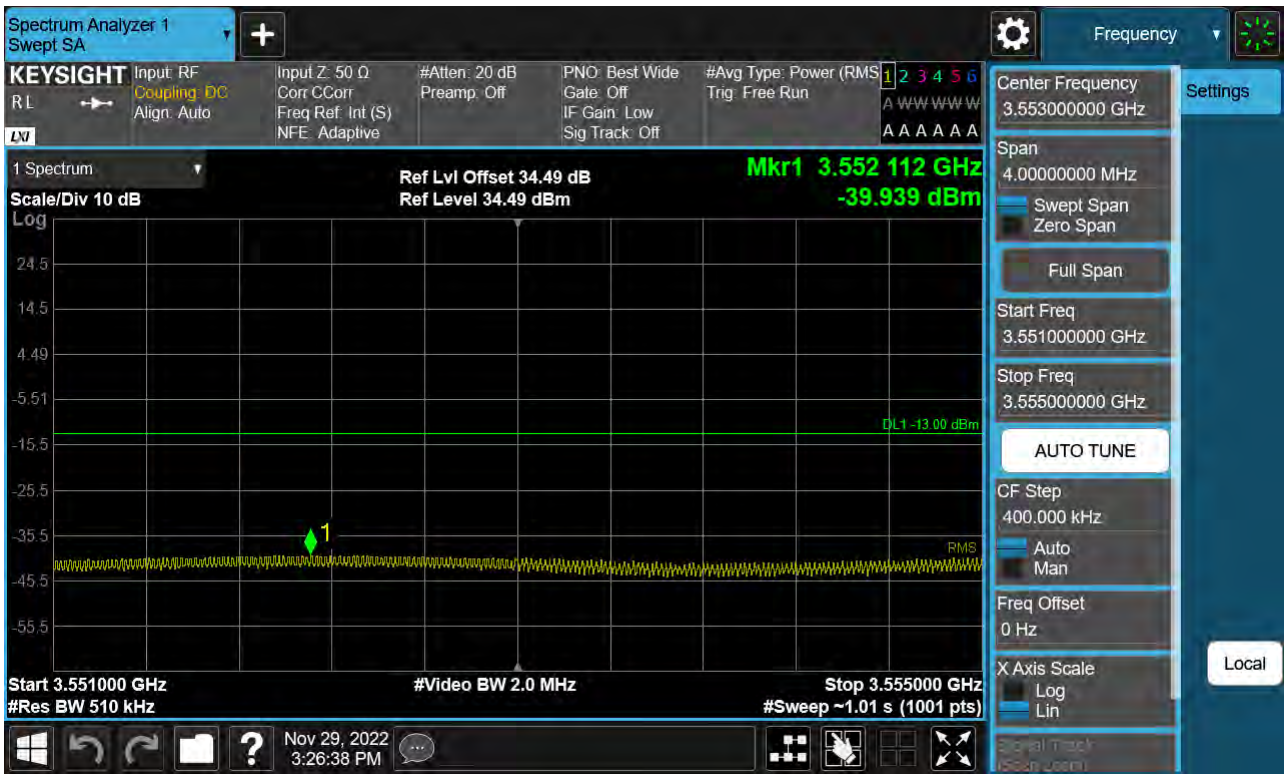 Spectrum Analyzer 1
Swept SA
+
Frequency
KEYSIGHT
RL
LXI
Input: RF
Coupling: DC
Align: Auto
Input Z: 50 Ω
Corr CCorr
Freq Ref: Int (S)
NFE: Adaptive
#Atten: 20 dB
Preamp: Off
PNO: Best Wide
Gate: Off
IF Gain: Low
Sig Track: Off
#Avg Type: Power (RMS
Trig: Free Run
1 2 3 4 5 6
A W W W W W
A A A A A A
1 Spectrum
Scale/Div 10 dB
Log
Ref Lvl Offset 34.49 dB
Ref Level 34.49 dBm
Mkr1 3.552 112 GHz
-39.939 dBm
24.5
14.5
4.49
-5.51
DL1 -13.00 dBm
-15.5
-25.5
-35.5
1
RMS
-45.5
-55.5
Start 3.551000 GHz
#Res BW 510 kHz
#Video BW 2.0 MHz
Stop 3.555000 GHz
#Sweep ~1.01 s (1001 pts)
Center Frequency
3.553000000 GHz
Settings
Span
4.00000000 MHz
Swept Span
Zero Span
Full Span
Start Freq
3.551000000 GHz
Stop Freq
3.555000000 GHz
AUTO TUNE
CF Step
400.000 kHz
Auto
Man
Freq Offset
0 Hz
X Axis Scale
Log
Lin
Signal Track
(Span Zoom)
Local
?
Nov 29, 2022
3:26:38 PM